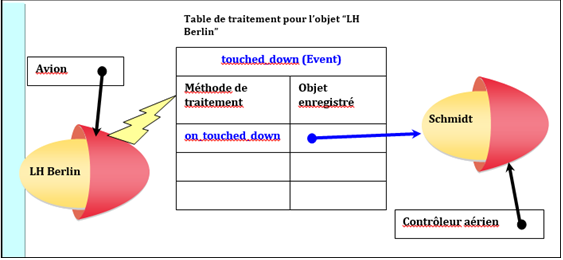 Table de traitement pour l'objet "LH
Berlin"
touched_down (Event)
Avion
Méthode de
traitement
Objet
enregistré
on_touched_down
Schmidt
LH Berlin
Contrôleur aérien